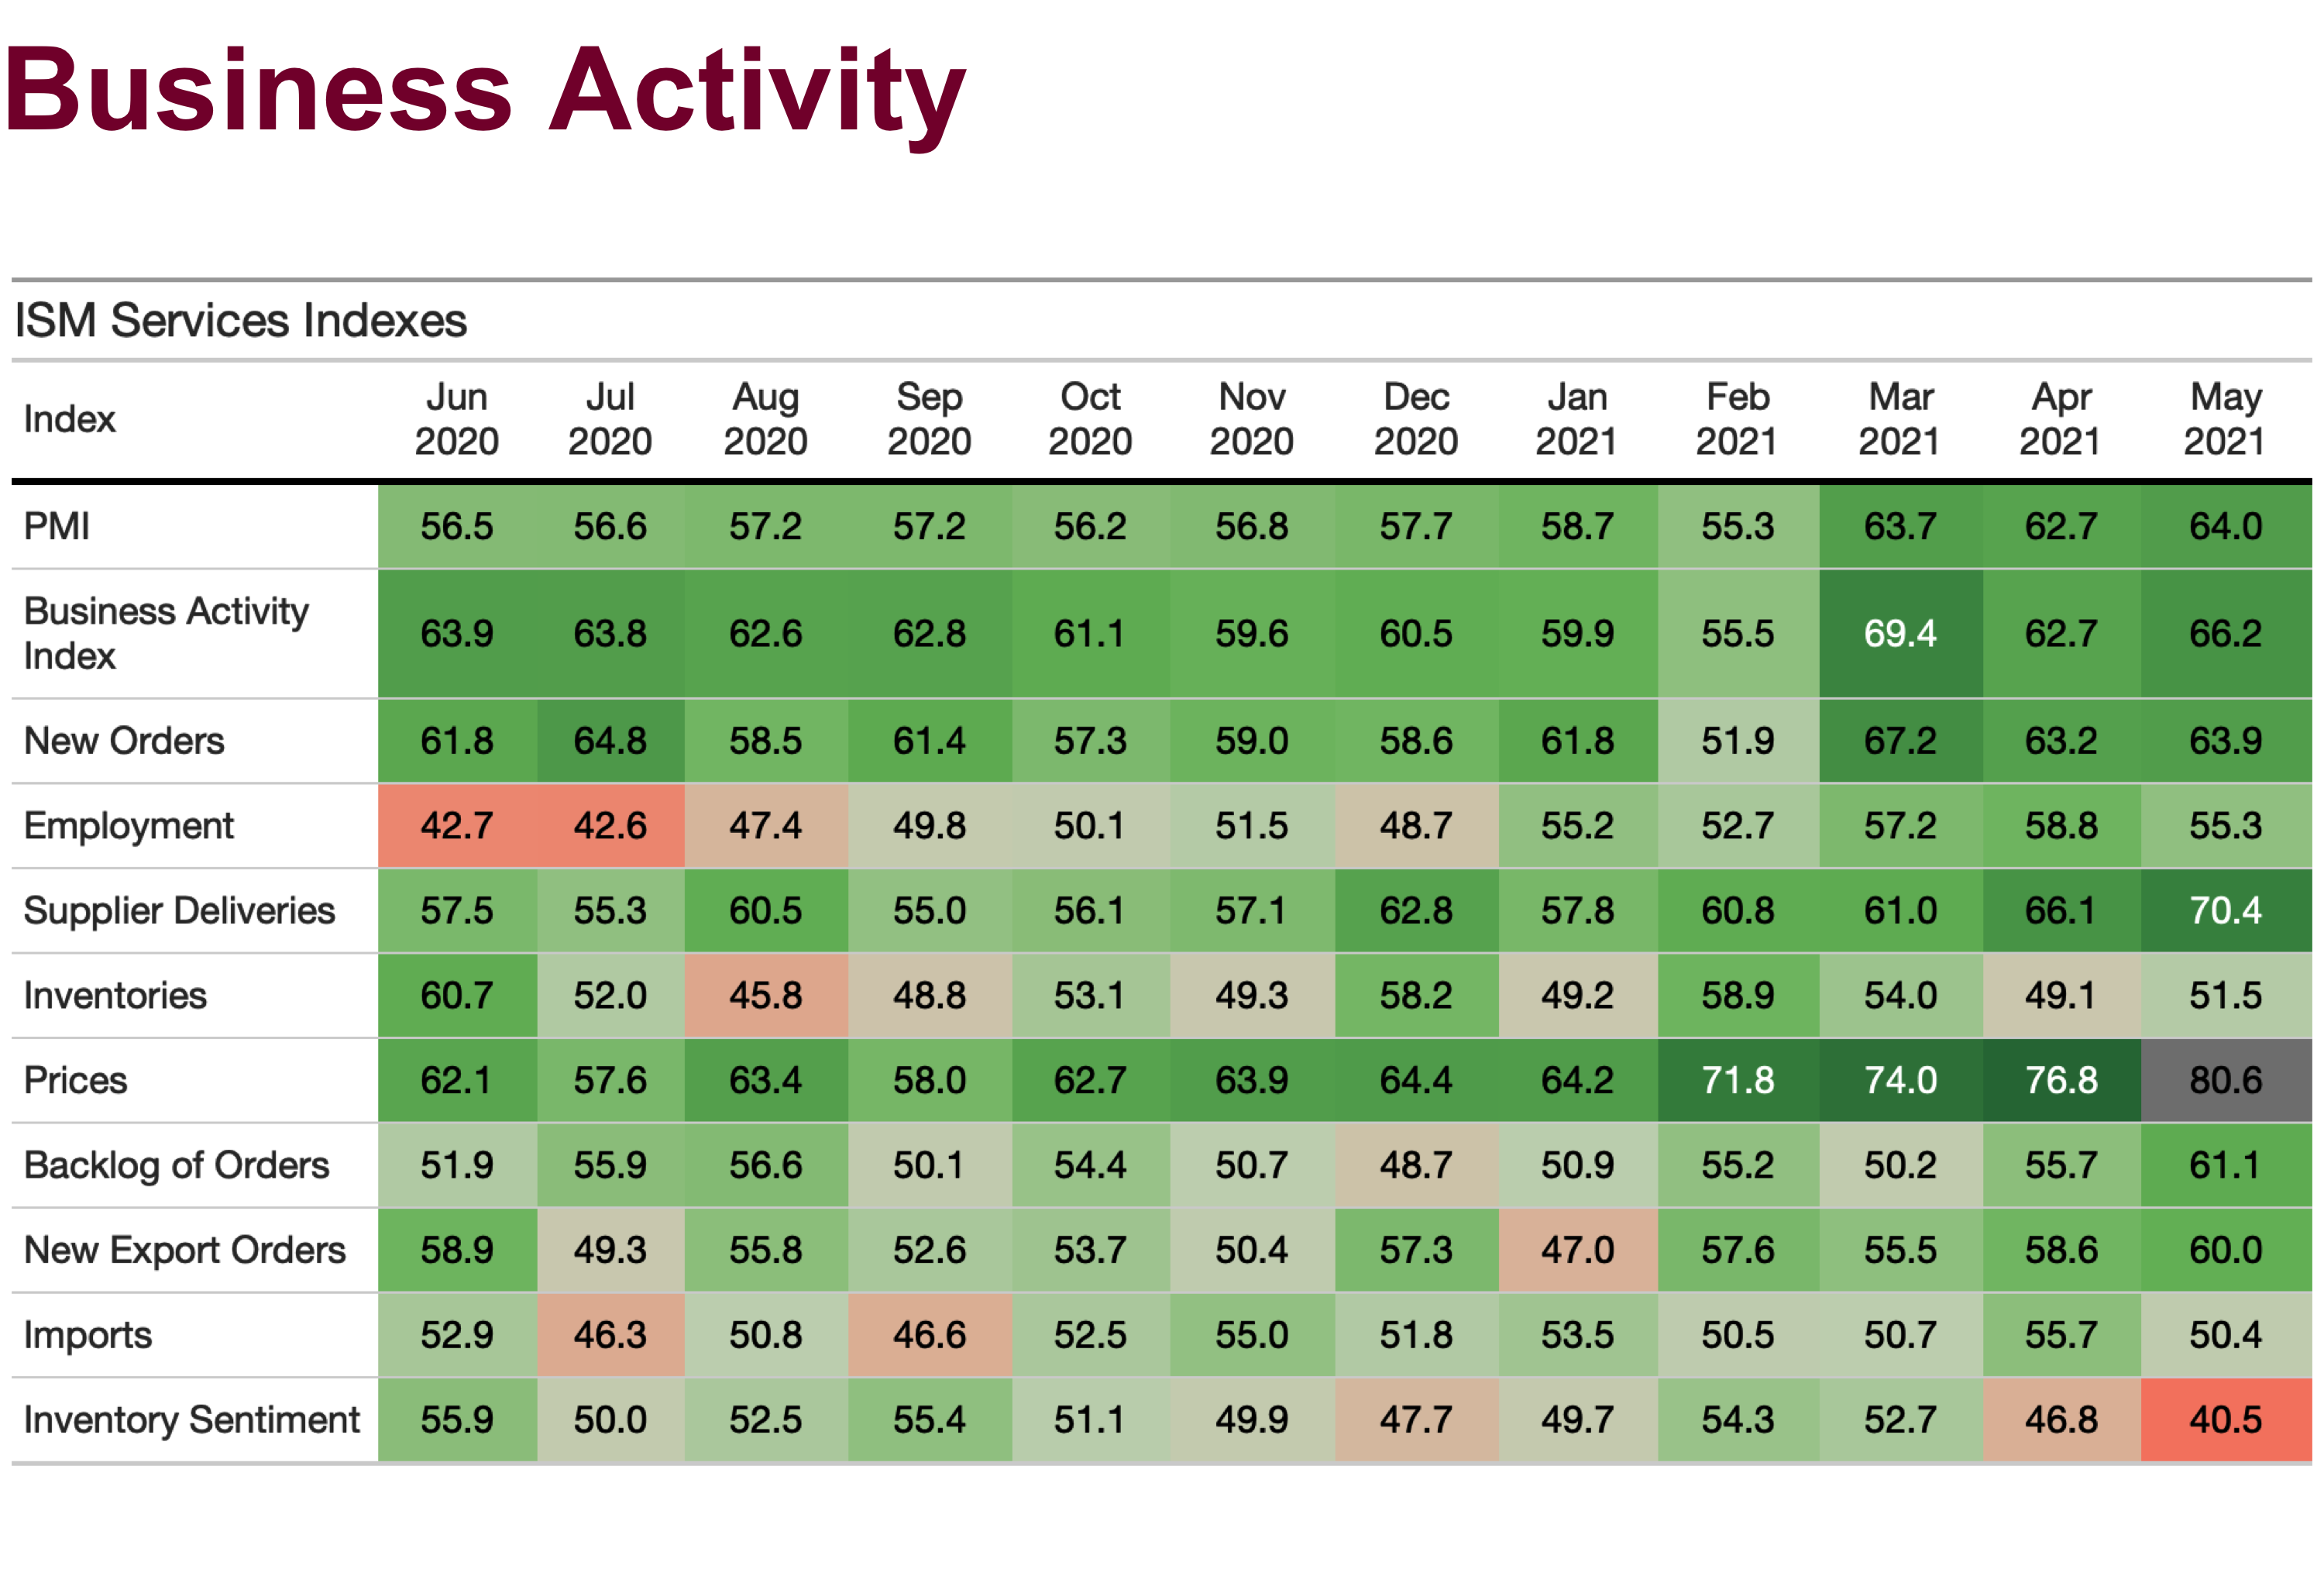 Business Activity
ISM Services Indexes
Index Jun 2020 Jul 2020 Aug 2020 Sep 2020 Oct 2020 Nov 2020 Dec 2020 Jan 2021 Feb 2021 Mar 2021 Apr 2021 May 2021
PMI 56.5 56.6 57.2 57.2 56.2 56.8 57.7 58.7 55.3 63.7 62.7 64.0
Business Activity Index 63.9 63.8 62.6 62.8 61.1 59.6 60.5 59.9 55.5 69.4 62.7 66.2
New Orders 61.8 64.8 58.5 61.4 57.3 59.0 58.6 61.8 51.9 67.2 63.2 63.9
Employment 42.7 42.6 47.4 49.8 50.1 51.5 48.7 55.2 52.7 57.2 58.8 55.3
Supplier Deliveries 57.5 55.3 60.5 55.0 56.1 57.1 62.8 57.8 60.8 61.0 66.1 70.4
Inventories 60.7 52.0 45.8 48.8 53.1 49.3 58.2 49.2 58.9 54.0 49.1 51.5
Prices 62.1 57.6 63.4 58.0 62.7 63.9 64.4 64.2 71.8 74.0 76.8 80.6
Backlog of Orders 51.9 55.9 56.6 50.1 54.4 50.7 48.7 50.9 55.2 50.2 55.7 61.1
New Export Orders 58.9 49.3 55.8 52.6 53.7 50.4 57.3 47.0 57.6 55.5 58.6 60.0
Imports 52.9 46.3 50.8 46.6 52.5 55.0 51.8 53.5 50.5 50.7 55.7 50.4
Inventory Sentiment 55.9 50.0 52.5 55.4 51.1 49.9 47.7 49.7 54.3 52.7 46.8 40.5